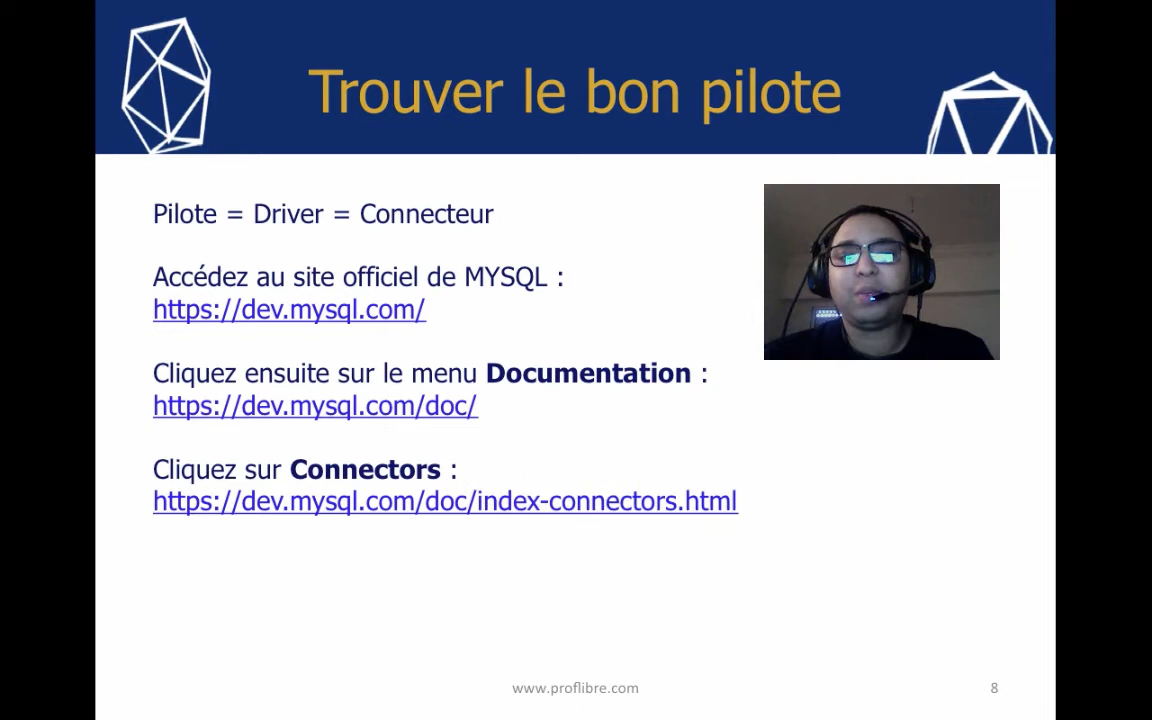 Trouver le bon pilote
Pilote = Driver = Connecteur
Accédez au site officiel de MYSQL :
https://dev.mysql.com/
Cliquez ensuite sur le menu Documentation :
https://dev.mysql.com/doc/
Cliquez sur Connectors :
https://dev.mysql.com/doc/index-connectors.html
www.proflibre.com
8